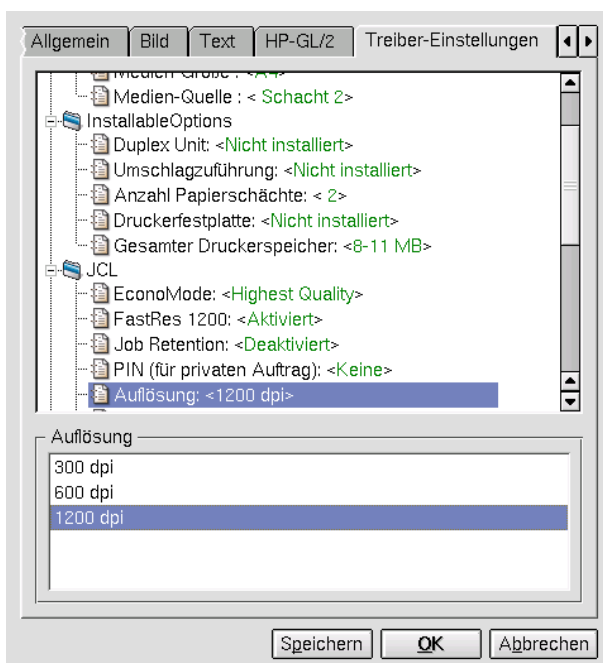 Allgemein Bild Text HP-GL/2 Treiber-Einstellungen
Medien-Größe : <A4>
Medien-Quelle : < Schacht 2>
InstallableOptions
Duplex Unit: <Nicht installiert>
Umschlagzuführung: <Nicht installiert>
Anzahl Papierschächte: < 2>
Druckerfestplatte: <Nicht installiert>
Gesamter Druckerspeicher: <8-11 MB>
JCL
EconoMode: <Highest Quality>
FastRes 1200: <Aktiviert>
Job Retention: <Deaktiviert>
PIN (für privaten Auftrag): <Keine>
Auflösung: <1200 dpi>
Auflösung
300 dpi
600 dpi
1200 dpi
Speichern OK Abbrechen